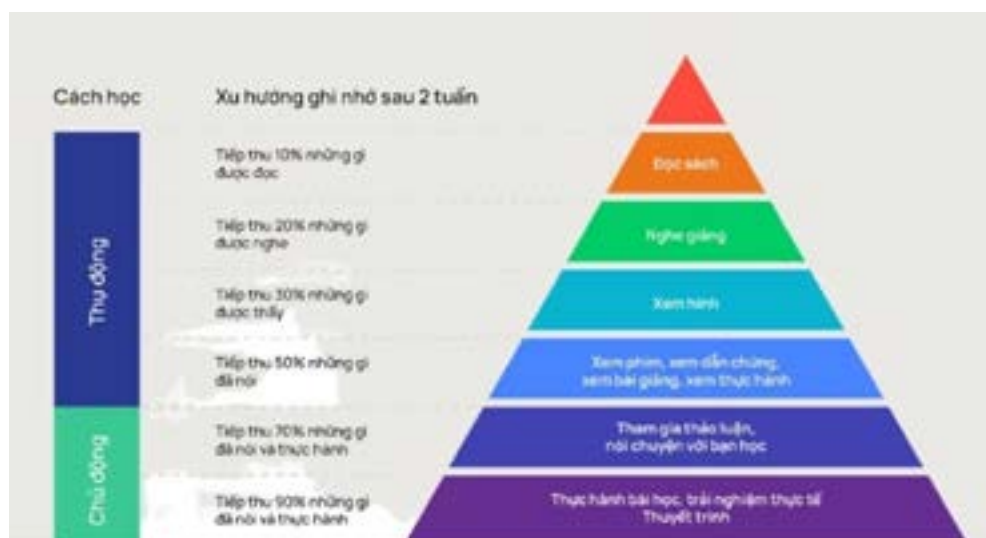 Cách học
Xu hướng ghi nhớ sau 2 tuần
Thụ động
Tiếp thu 10% những gì
được đọc
Đọc sách
Tiếp thu 20% những gì
được nghe
Nghe giảng
Tiếp thu 30% những gì
được thấy
Xem hình
Tiếp thu 50% những gì
đã nói
Xem phim, xem dẫn chứng,
xem bài giảng, xem thực hành
Chủ động
Tiếp thu 70% những gì
đã nói và thực hành
Tham gia thảo luận,
nói chuyện với bạn học
Tiếp thu 90% những gì
đã nói và thực hành
Thực hành bài học, trải nghiệm thực tế
Thuyết trình